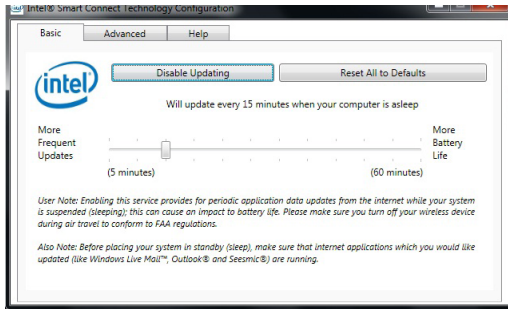 Intel® Smart Connect Technology Configuration
Basic Advanced Help
intel
Disable Updating Reset All to Defaults
Will update every 15 minutes when your computer is asleep
More
Frequent
Updates
More
Battery
Life
(5 minutes) (60 minutes)
User Note: Enabling this service provides for periodic application data updates from the internet while your system
is suspended (sleeping); this can cause an impact to battery life. Please make sure you turn off your wireless device
during air travel to conform to FAA regulations.
Also Note: Before placing your system in standby (sleep), make sure that internet applications which you would like
updated (like Windows Live Mail™, Outlook® and Seesmic®) are running.